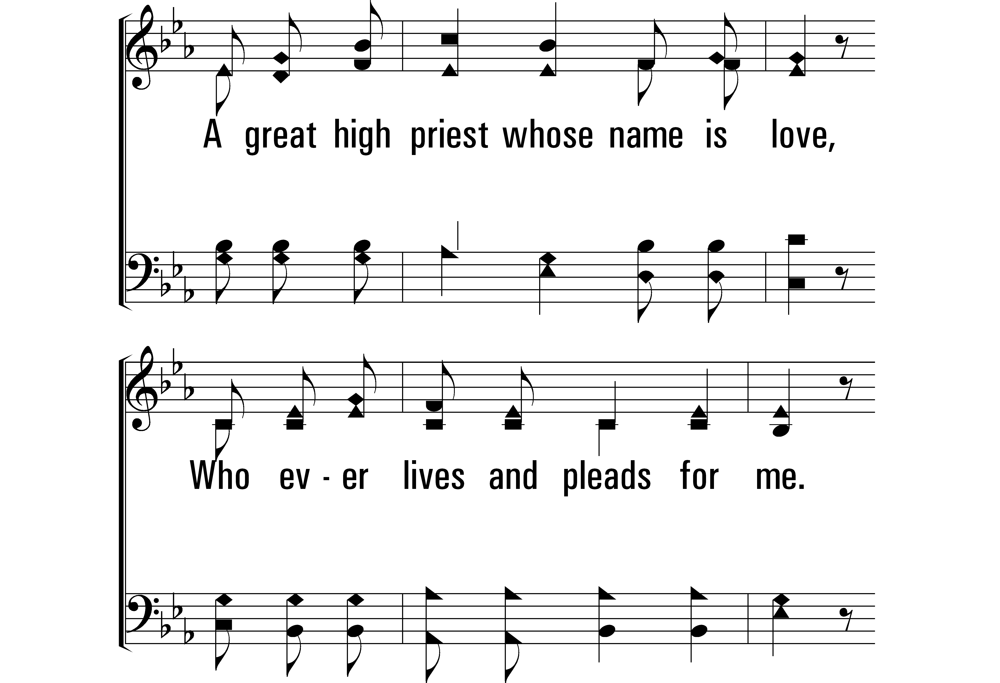 A great high priest whose name is love,
Who ev - er lives and pleads for me.